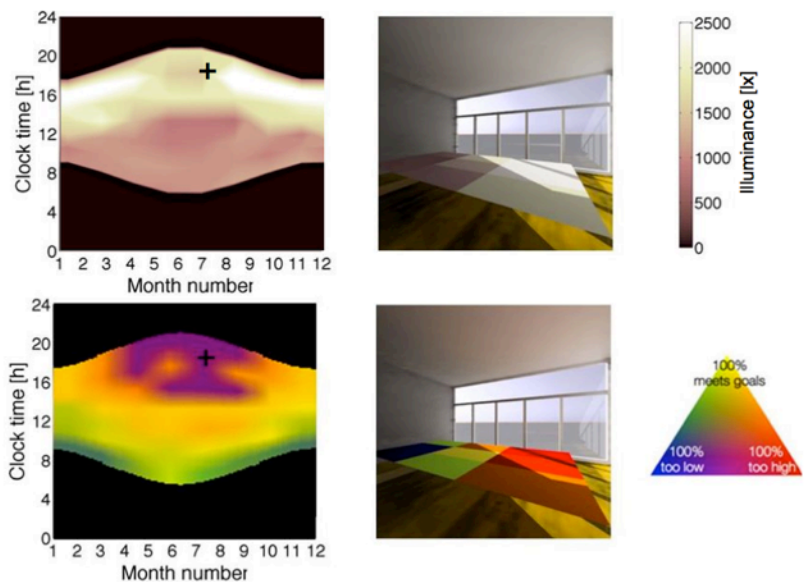 24
20
16
12
8
4
0
Clock time [h]
1 2 3 4 5 6 7 8 9 10 11 12
Month number
2500
2000
1500
1000
500
0
Illuminance [lx]
24
20
16
12
8
4
0
Clock time [h]
1 2 3 4 5 6 7 8 9 10 11 12
Month number
100%
meets goals
100%
too low
100%
too high